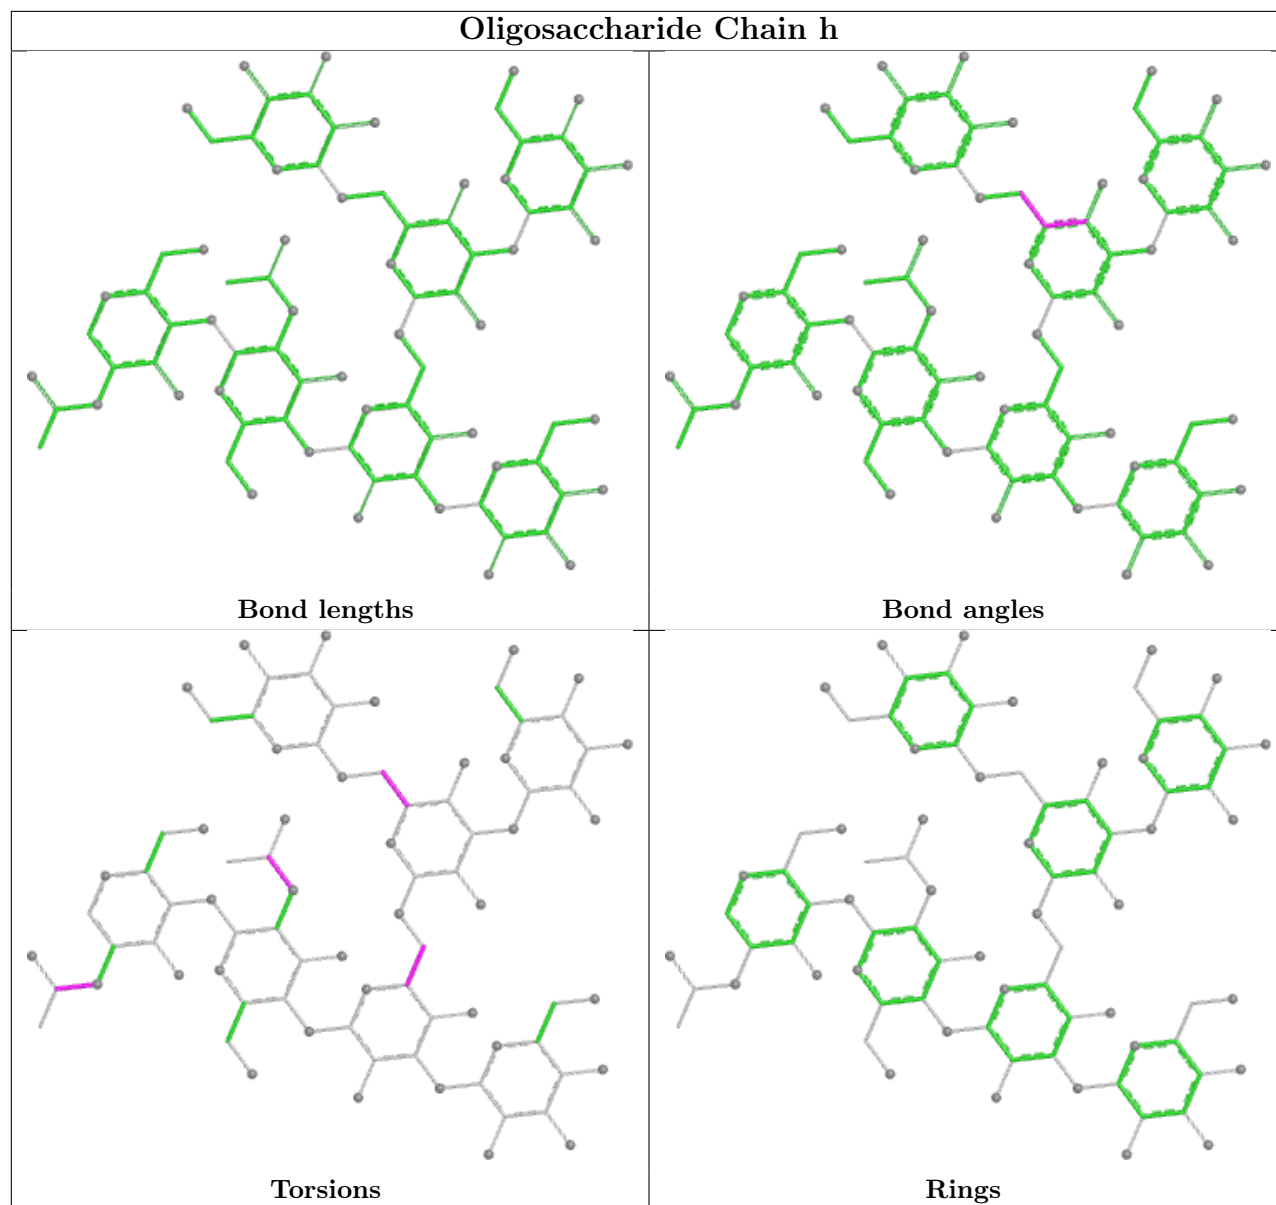 Oligosaccharide Chain h
Bond lengths
Bond angles
Torsions
Rings